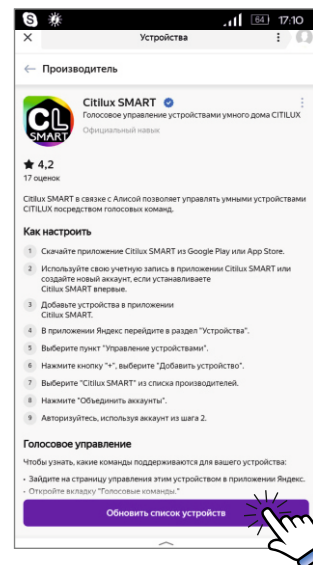 64 17:10
Устройства
Производитель
Citilux SMART
Голосовое управление устройствами умного дома CITILUX
Официальный навык
CL
SMART
4,2
17 оценок
Citilux SMART в связке с Алисой позволяет управлять умными устройствами
CITILUX посредством голосовых команд.
Как настроить
1 Скачайте приложение Citilux SMART из Google Play или App Store.
2 Используйте свою учетную запись в приложении Citilux SMART или
создайте новый аккаунт, если устанавливаете
Citilux SMART впервые.
3 Добавьте устройства в приложении
Citilux SMART.
4 В приложении Яндекс перейдите в раздел "Устройства".
5 Выберите пункт "Управление устройствами".
6 Нажмите кнопку "+", выберите "Добавить устройство".
7 Выберите "Citilux SMART" из списка производителей.
8 Нажмите "Объединить аккаунты".
9 Авторизуйтесь, используя аккаунт из шага 2.
Голосовое управление
Чтобы узнать, какие команды поддерживаются для вашего устройства:
• Зайдите на страницу управления этим устройством в приложении Яндекс.
• Откройте вкладку "Голосовые команды."
Обновить список устройств